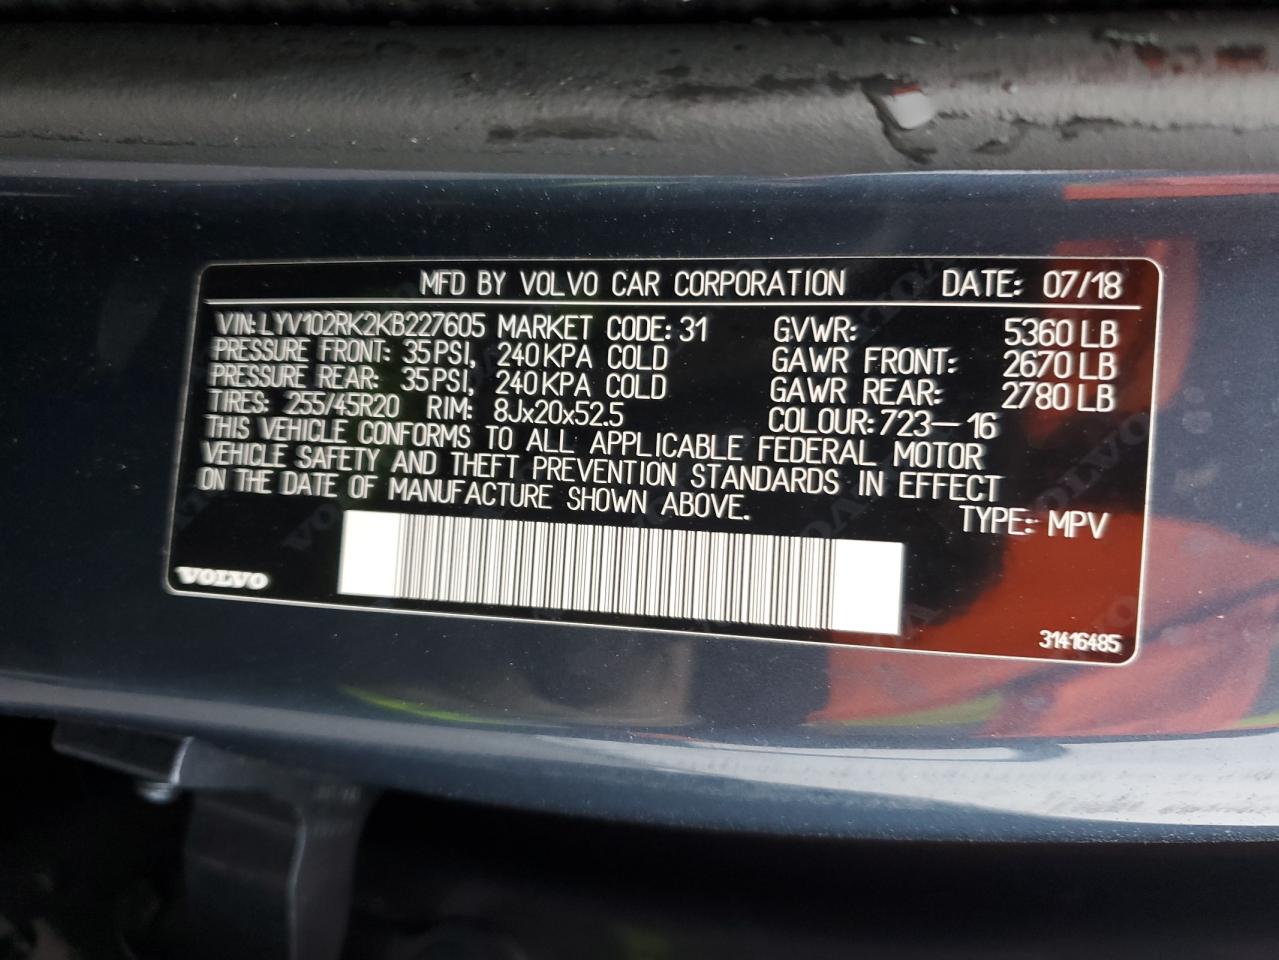 MFD BY VOLVO CAR CORPORATION DATE: 07/18
VIN: LYV102RK2KB227605 MARKET CODE: 31 GVWR: 5360 LB
PRESSURE FRONT: 35 PSI, 240 KPA COLD GAWR FRONT: 2670 LB
PRESSURE REAR: 35 PSI, 240 KPA COLD GAWR REAR: 2780 LB
TIRES: 255/45R20 RIM: 8Jx20x52.5 COLOUR: 723-16
THIS VEHICLE CONFORMS TO ALL APPLICABLE FEDERAL MOTOR
VEHICLE SAFETY AND THEFT PREVENTION STANDARDS IN EFFECT
ON THE DATE OF MANUFACTURE SHOWN ABOVE.
TYPE: MPV
VOLVO
31416485